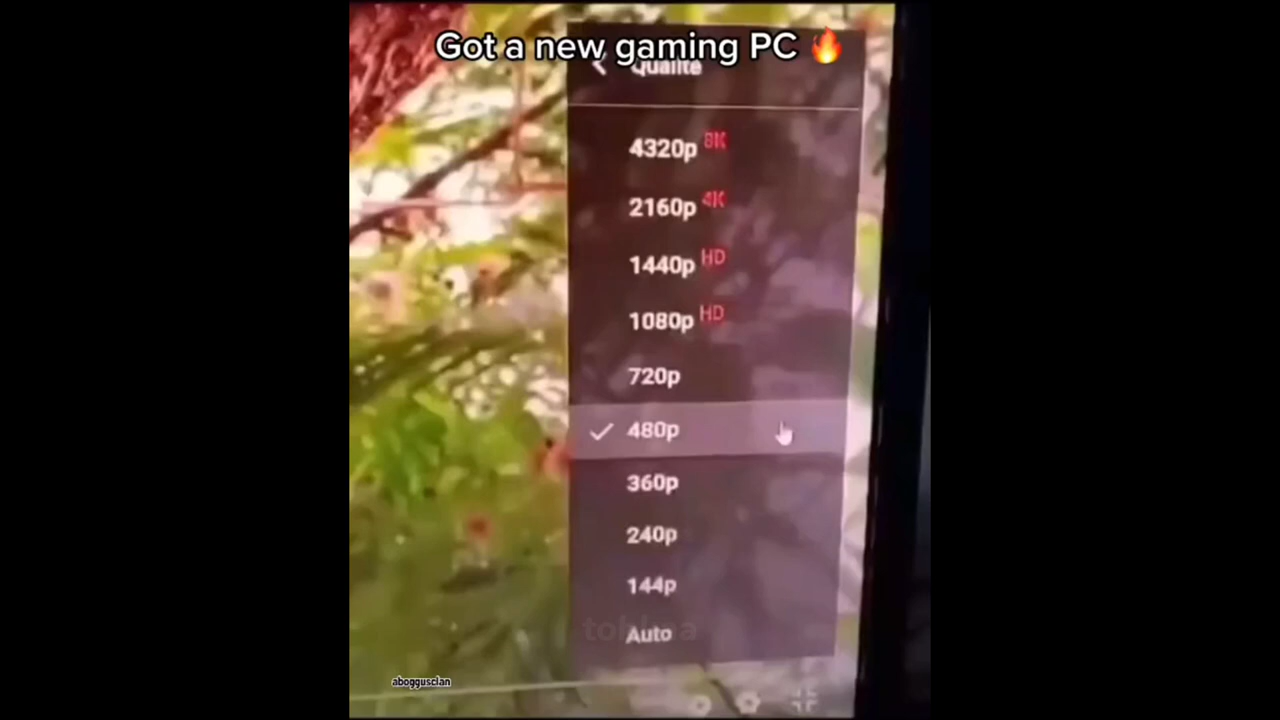 Got a new gaming PC 🔥
Qualité
4320p 8K
2160p 4K
1440p HD
1080p HD
720p
480p
360p
240p
144p
Auto
aboggusclan